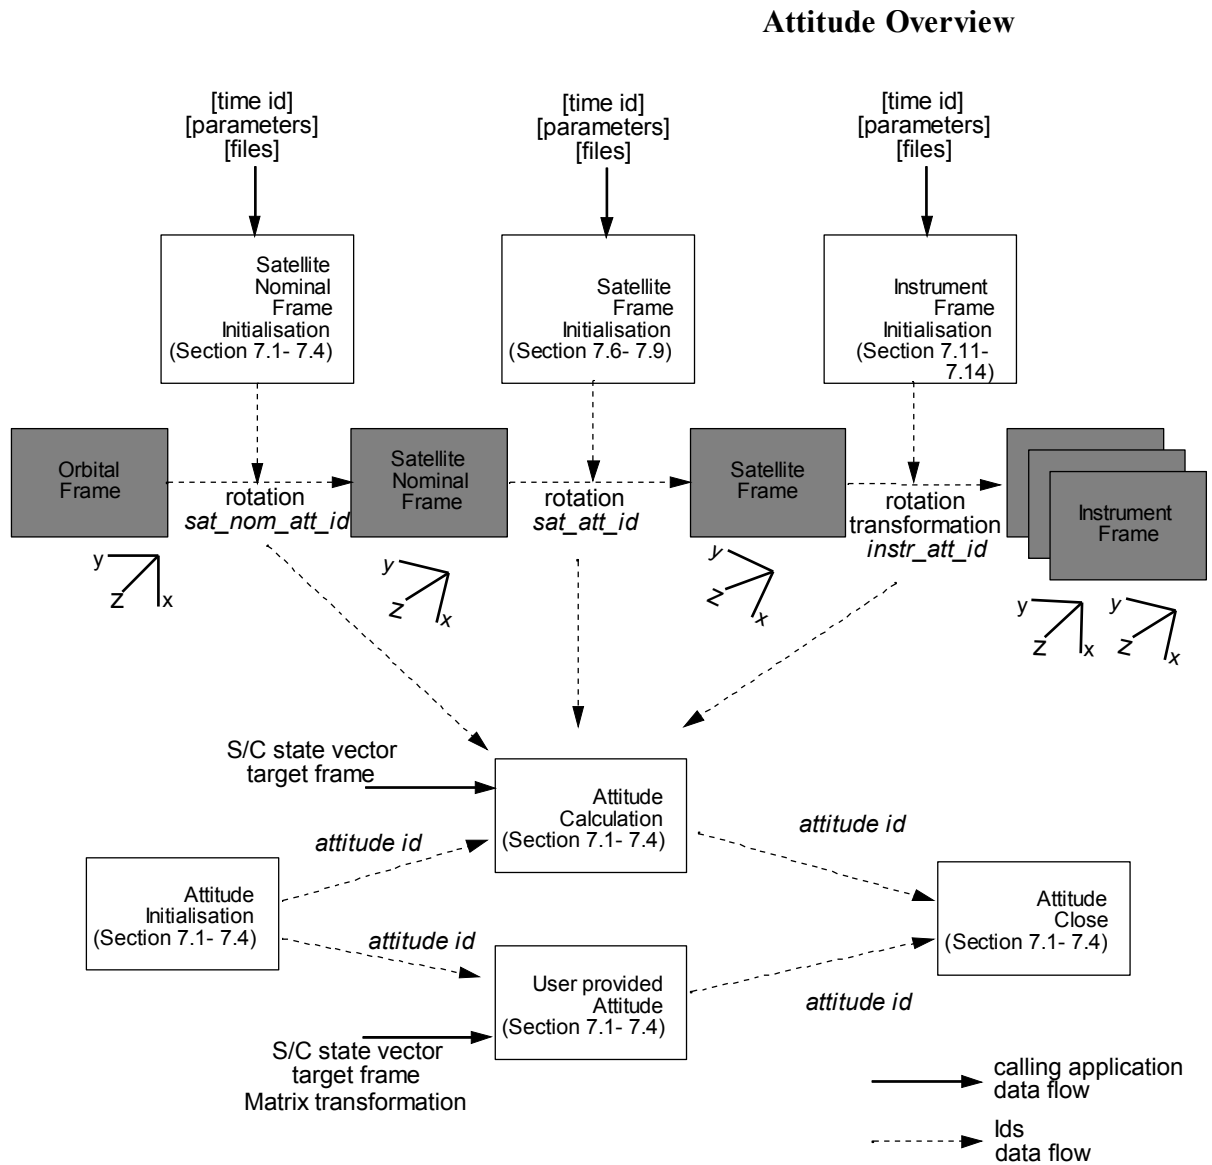 Attitude Overview
[time id]
[parameters]
[files]
[time id]
[parameters]
[files]
[time id]
[parameters]
[files]
Satellite
Nominal
Frame
Initialisation
(Section 7.1- 7.4)
Satellite
Frame
Initialisation
(Section 7.6- 7.9)
Instrument
Frame
Initialisation
(Section 7.11-
7.14)
Orbital
Frame
rotation
sat_nom_att_id
Satellite
Nominal
Frame
rotation
sat_att_id
Satellite
Frame
rotation
transformation
instr_att_id
Instrument
Frame
y
z
x
y
z
x
y
z
x
y
z
x
y
z
x
S/C state vector
target frame
Attitude
Calculation
(Section 7.1- 7.4)
attitude id
attitude id
Attitude
Initialisation
(Section 7.1- 7.4)
Attitude
Close
(Section 7.1- 7.4)
attitude id
User provided
Attitude
(Section 7.1- 7.4)
attitude id
S/C state vector
target frame
Matrix transformation
calling application
data flow
Ids
data flow